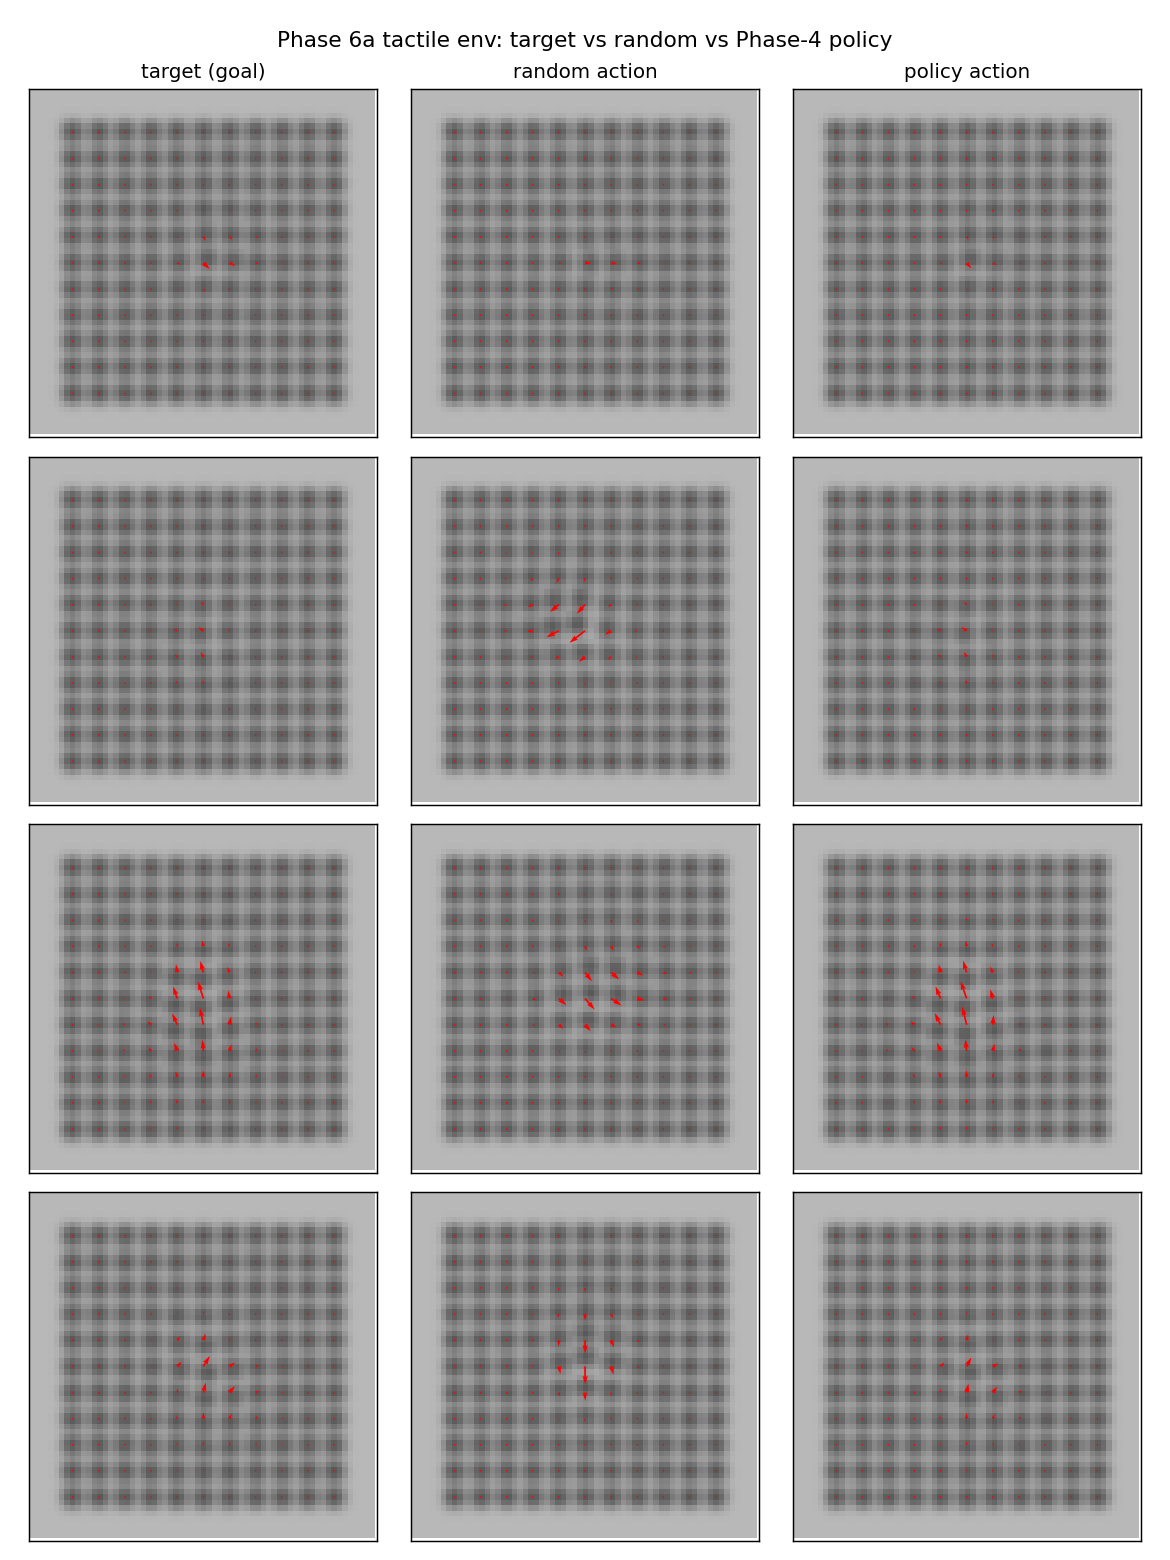 Phase 6a tactile env: target vs random vs Phase-4 policy
target (goal)
random action
policy action